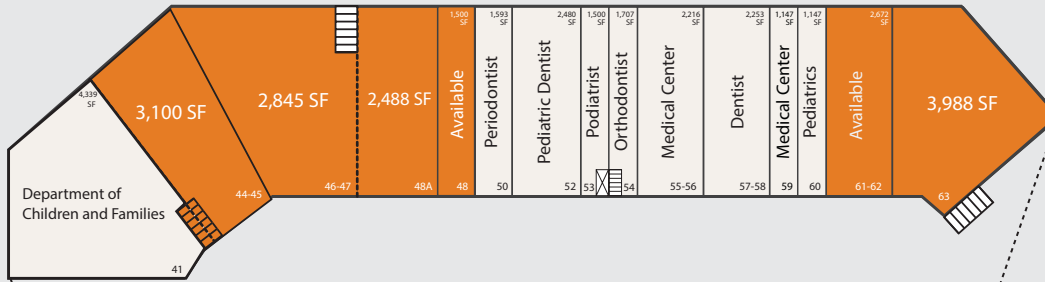 4,339
SF
Department of
Children and Families
41
3,100 SF
44-45
2,845 SF
46-47
2,488 SF
48A
1,500
SF
Available
48
1,593
SF
Periodontist
50
2,480
SF
Pediatric Dentist
52
1,500
SF
Podiatrist
53
1,707
SF
Orthodontist
54
2,216
SF
Medical Center
55-56
2,253
SF
Dentist
57-58
1,147
SF
Medical Center
59
1,147
SF
Pediatrics
60
2,672
SF
Available
61-62
3,988 SF
63